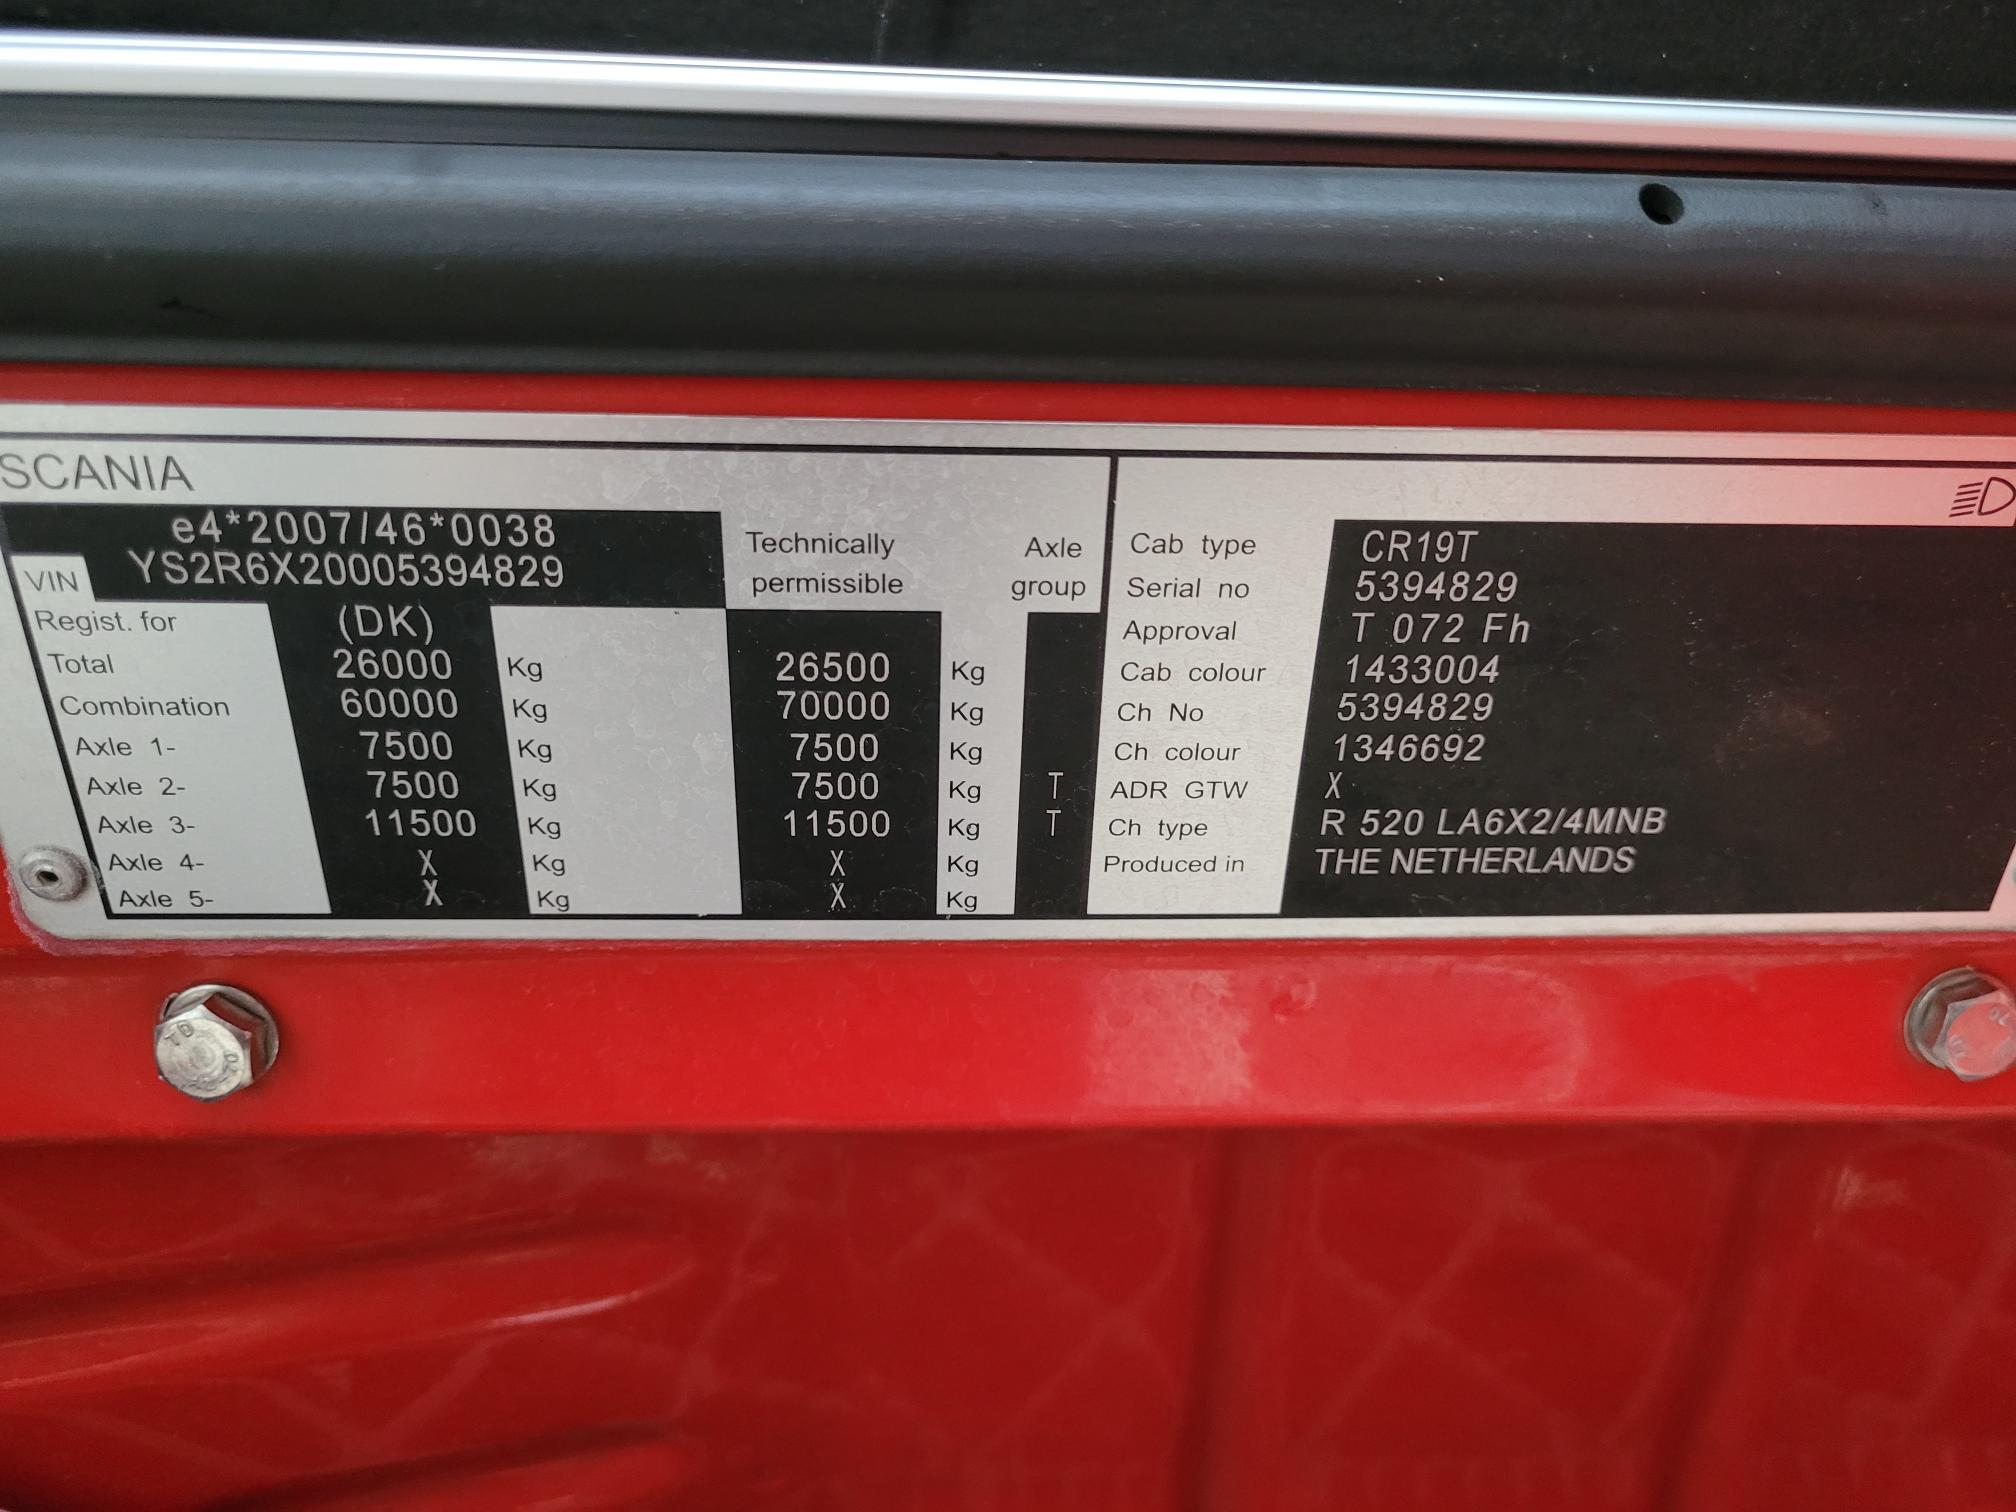 SCANIA
e4*2007/46*0038
VIN YS2R6X20005394829
Technically permissible
Axle group
Regist. for (DK)
Total 26000 Kg 26500 Kg
Combination 60000 Kg 70000 Kg
Axle 1- 7500 Kg 7500 Kg
Axle 2- 7500 Kg 7500 Kg T
Axle 3- 11500 Kg 11500 Kg T
Axle 4- X Kg X Kg
Axle 5- X Kg X Kg
Cab type CR19T
Serial no 5394829
Approval T 072 Fh
Cab colour 1433004
Ch No 5394829
Ch colour 1346692
ADR GTW X
Ch type R 520 LA6X2/4MNB
Produced in THE NETHERLANDS